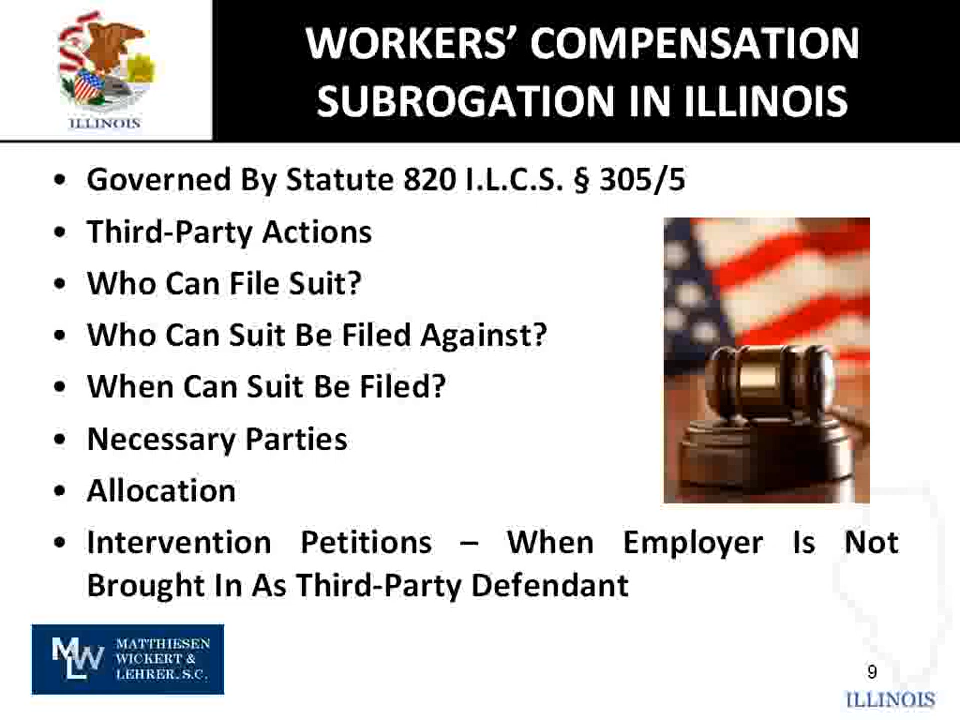 ILLINOIS
WORKERS’ COMPENSATION
SUBROGATION IN ILLINOIS
• Governed By Statute 820 I.L.C.S. § 305/5
• Third-Party Actions
• Who Can File Suit?
• Who Can Suit Be Filed Against?
• When Can Suit Be Filed?
• Necessary Parties
• Allocation
• Intervention Petitions – When Employer Is Not
Brought In As Third-Party Defendant
MLW
MATTHIESEN
WICKERT &
LEHRER, S.C.
9
ILLINOIS